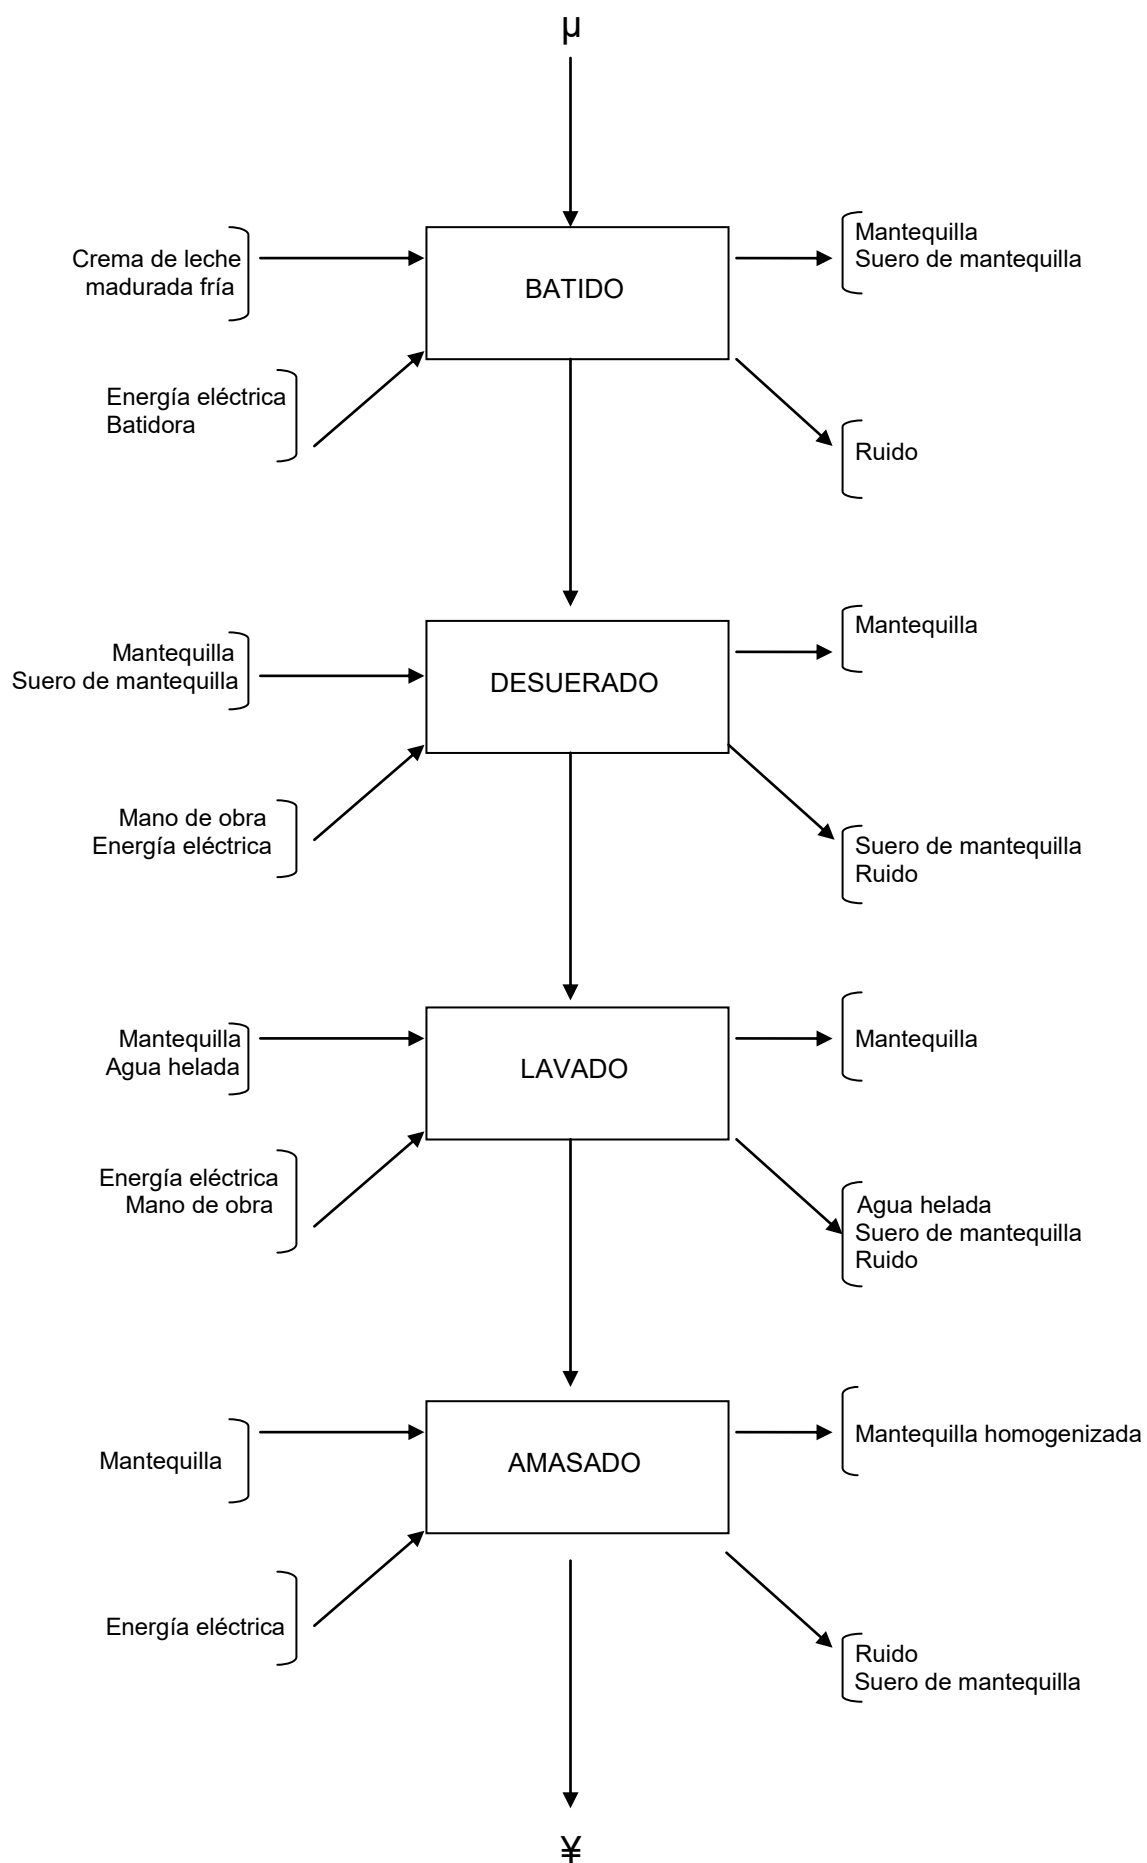 µ
Crema de leche
madurada fría
BATIDO
Mantequilla
Suero de mantequilla
Energía eléctrica
Batidora
Ruido
Mantequilla
Suero de mantequilla
DESUERADO
Mantequilla
Mano de obra
Energía eléctrica
Suero de mantequilla
Ruido
Mantequilla
Agua helada
LAVADO
Mantequilla
Energía eléctrica
Mano de obra
Agua helada
Suero de mantequilla
Ruido
Mantequilla
AMASADO
Mantequilla homogenizada
Energía eléctrica
Ruido
Suero de mantequilla
¥